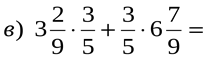 в) 3 2/9 · 3/5 + 3/5 · 6 7/9 =